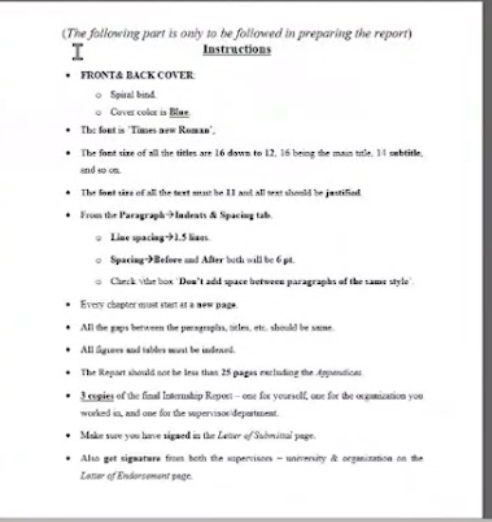 (The following part is only to be followed in preparing the report)
Instructions
• FRONT& BACK COVER
o Spiral bind.
o Cover color is Blue.
• The font is 'Times new Roman',
• The font size of all the titles are 16 down to 12, 16 being the main title, 14 subtitle,
and so on.
• The font size of all the text must be 11 and all text should be justified.
• From the Paragraph→Indents & Spacing tab.
o Line spacing→1.5 lines.
o Spacing→Before and After both will be 6 pt.
o Check the box 'Don't add space between paragraphs of the same style'.
• Every chapter must start at a new page.
• All the gaps between the paragraphs, titles, etc. should be same.
• All figures and tables must be indexed.
• The Report should not be less than 25 pages excluding the Appendices
• 3 copies of the final Internship Report – one for yourself, one for the organization you
worked in, and one for the supervisor/department.
• Make sure you have signed in the Letter of Submittal page.
• Also get signature from both the supervisors – university & organization on the
Letter of Endorsement page.